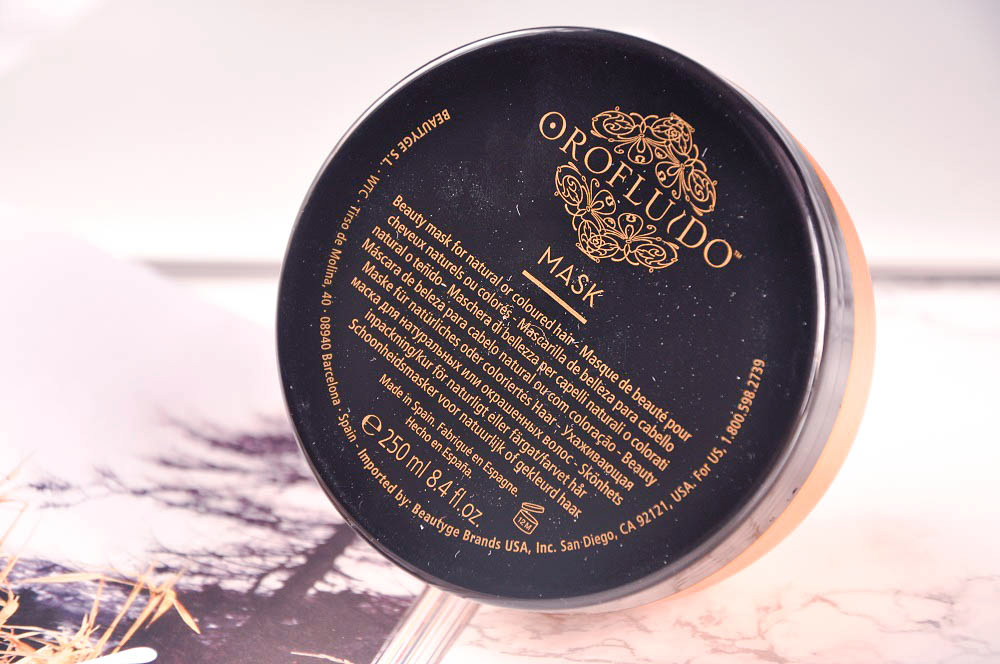 OROFLUIDO™
MASK
Beauty mask for natural or coloured hair - Masque de beauté pour
cheveux naturels ou colorés - Mascarilla de belleza para cabello
natural o teñido - Maschera di bellezza per capelli naturali o colorati
Máscara de beleza para cabelo natural ou com coloração - Beauty
Maske für natürliches oder coloriertes Haar - Ухаживающая
маска для натуральных или окрашенных волос - Skönhets
inpackning/kur för naturligt eller färgat/farvet hår
Schoonheidsmasker voor natuurlijk of gekleurd haar
Made in Spain. Fabriqué en Espagne
Hecho en España
℮ 250 ml 8.4 fl.oz.
12M
BEAUTYGE S.L. · WTC · Tirso de Molina, 40 · 08940 Barcelona · Spain · Imported by: Beautyge Brands USA, Inc. San Diego, CA 92121, USA. For US, 1.800.598.2739